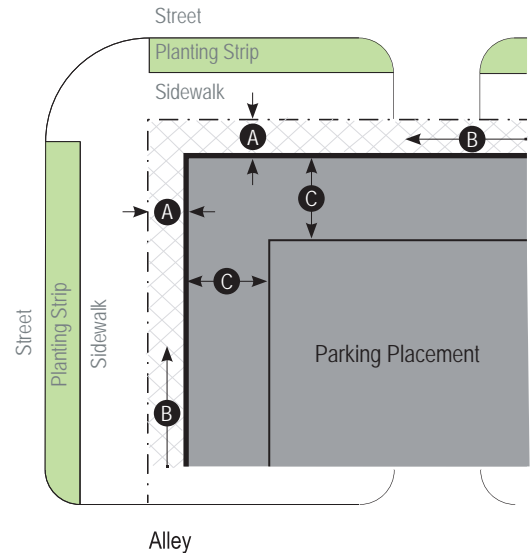 Street
Planting Strip
Sidewalk
A
B
A
C
C
Parking Placement
Street
Planting Strip
Sidewalk
B
Alley